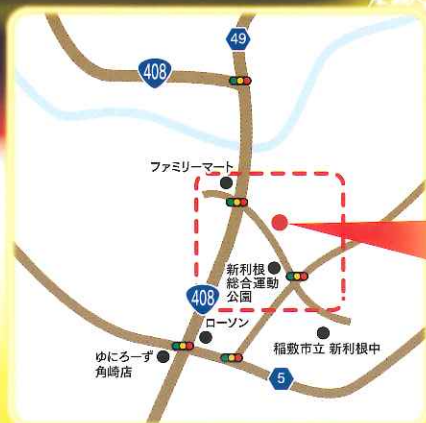 49
408
ファミリーマート
新利根
総合運動
公園
408
ローソン
ゆにろーず
角崎店
稲敷市立 新利根中
5